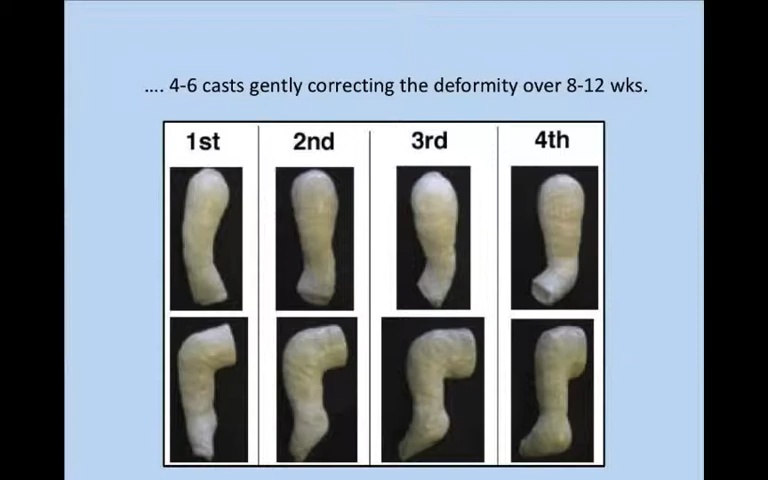 .... 4-6 casts gently correcting the deformity over 8-12 wks.
1st 2nd 3rd 4th